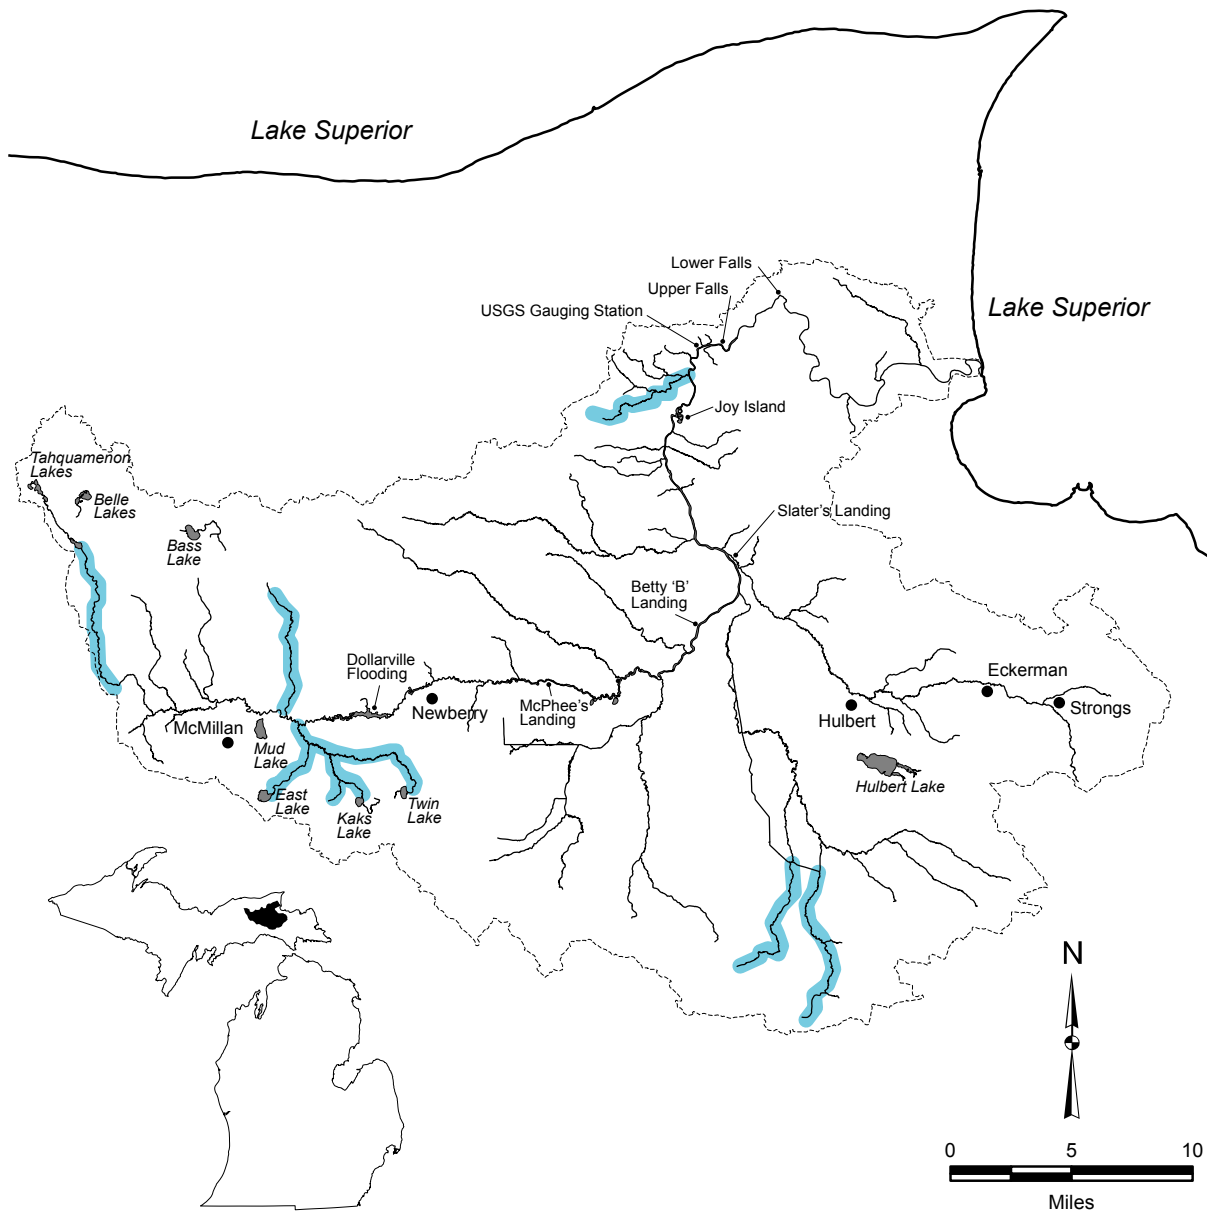 Lake Superior
Lower Falls
Upper Falls
USGS Gauging Station
Lake Superior
Joy Island
Tahquamenon
Lakes
Belle
Lakes
Bass
Lake
Slater's Landing
Betty 'B'
Landing
Dollarville
Flooding
Eckerman
Strongs
Newberry
McPhee's
Landing
Hulbert
McMillan
Mud
Lake
Hulbert Lake
East
Lake
Kaks
Lake
Twin
Lake
N
0 5 10
Miles